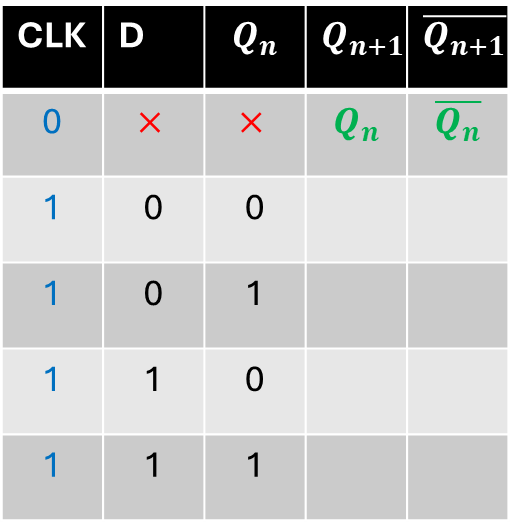 CLK D Qₙ Qₙ₊₁ Q̅ₙ₊₁
0 × × Qₙ Q̅ₙ
1 0 0
1 0 1
1 1 0
1 1 1